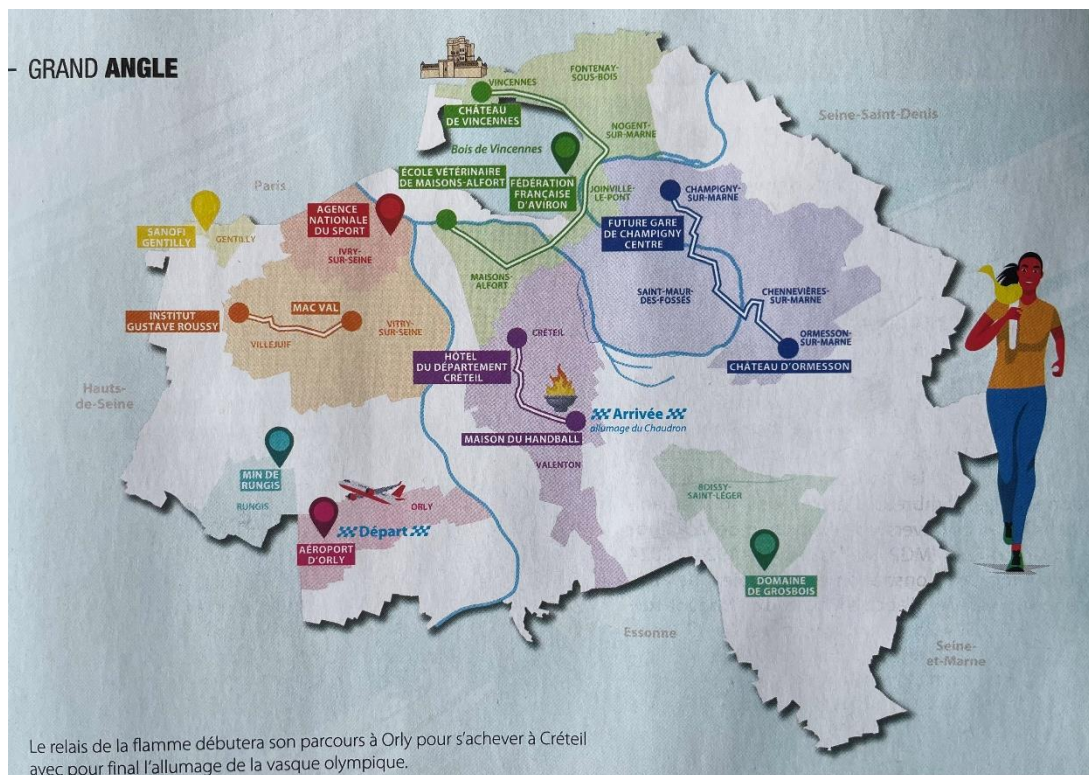 GRAND ANGLE
VINCENNES
FONTENAY-
SOUS-BOIS
CHÂTEAU
DE VINCENNES
Seine-Saint-Denis
NOGENT-
SUR-MARNE
Bois de Vincennes
ÉCOLE VÉTÉRINAIRE
DE MAISONS-ALFORT
FÉDÉRATION
FRANÇAISE
D'AVIRON
JOINVILLE-
LE-PONT
CHAMPIGNY-
SUR-MARNE
Paris
AGENCE
NATIONALE
DU SPORT
FUTURE GARE
DE CHAMPIGNY
CENTRE
SANOFI
GENTILLY
GENTILLY
IVRY-
SUR-SEINE
MAISONS-
ALFORT
SAINT-MAUR-
DES-FOSSÉS
CHENNEVIÈRES-
SUR-MARNE
INSTITUT
GUSTAVE ROUSSY
MAC VAL
VITRY-
SUR-SEINE
VILLEJUIF
CRÉTEIL
ORMESSON-
SUR-MARNE
HÔTEL
DU DÉPARTEMENT
CRÉTEIL
CHÂTEAU D'ORMESSON
Hauts-
de-Seine
Arrivée
allumage du Chaudron
MAISON DU HANDBALL
VALENTON
MIN DE
RUNGIS
RUNGIS
BOISSY-
SAINT-LÉGER
ORLY
Départ
AÉROPORT
D'ORLY
DOMAINE
DE GROSBOIS
Essonne
Seine-
et-Marne
Le relais de la flamme débutera son parcours à Orly pour s'achever à Créteil
avec pour final l'allumage de la vasque olympique.